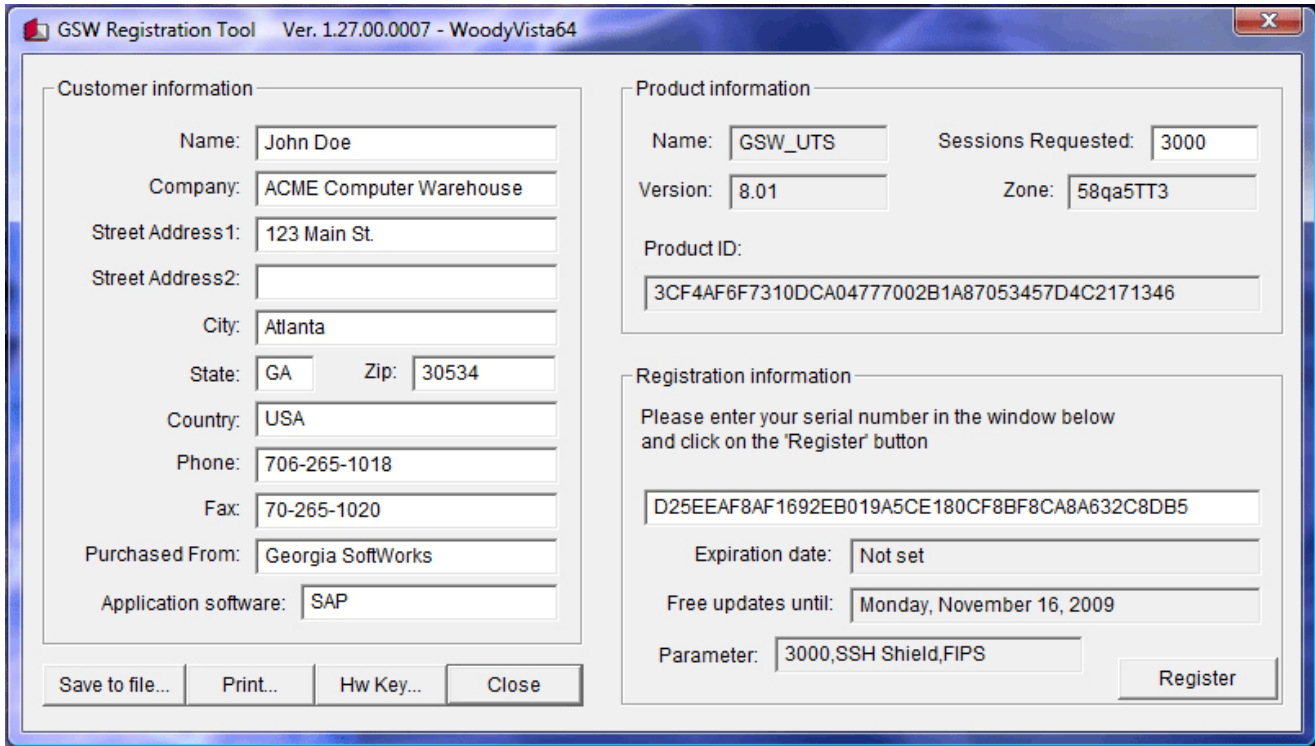 GSW Registration Tool Ver. 1.27.00.0007 - WoodyVista64
Customer information
Name: John Doe
Company: ACME Computer Warehouse
Street Address1: 123 Main St.
Street Address2:
City: Atlanta
State: GA Zip: 30534
Country: USA
Phone: 706-265-1018
Fax: 70-265-1020
Purchased From: Georgia SoftWorks
Application software: SAP
Save to file... Print... Hw Key... Close
Product information
Name: GSW_UTS Sessions Requested: 3000
Version: 8.01 Zone: 58qa5TT3
Product ID:
3CF4AF6F7310DCA04777002B1A87053457D4C2171346
Registration information
Please enter your serial number in the window below
and click on the 'Register' button
D25EEAF8AF1692EB019A5CE180CF8BF8CA8A632C8DB5
Expiration date: Not set
Free updates until: Monday, November 16, 2009
Parameter: 3000,SSH Shield,FIPS
Register